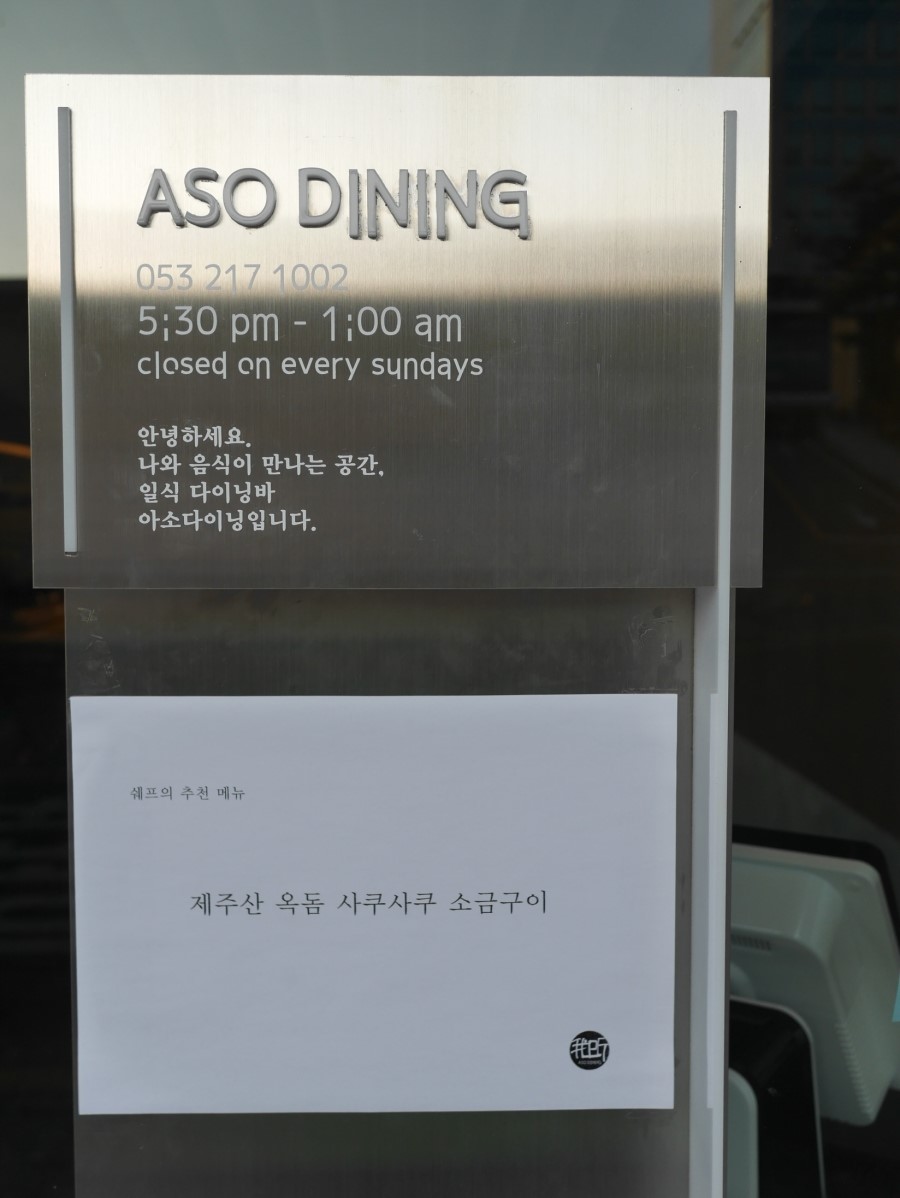 ASO DINING
053 217 1002
5:30 pm - 1:00 am
closed on every sundays
안녕하세요.
나와 음식이 만나는 공간,
일식 다이닝바
아소다이닝입니다.
쉐프의 추천 메뉴
제주산 옥돔 사쿠사쿠 소금구이